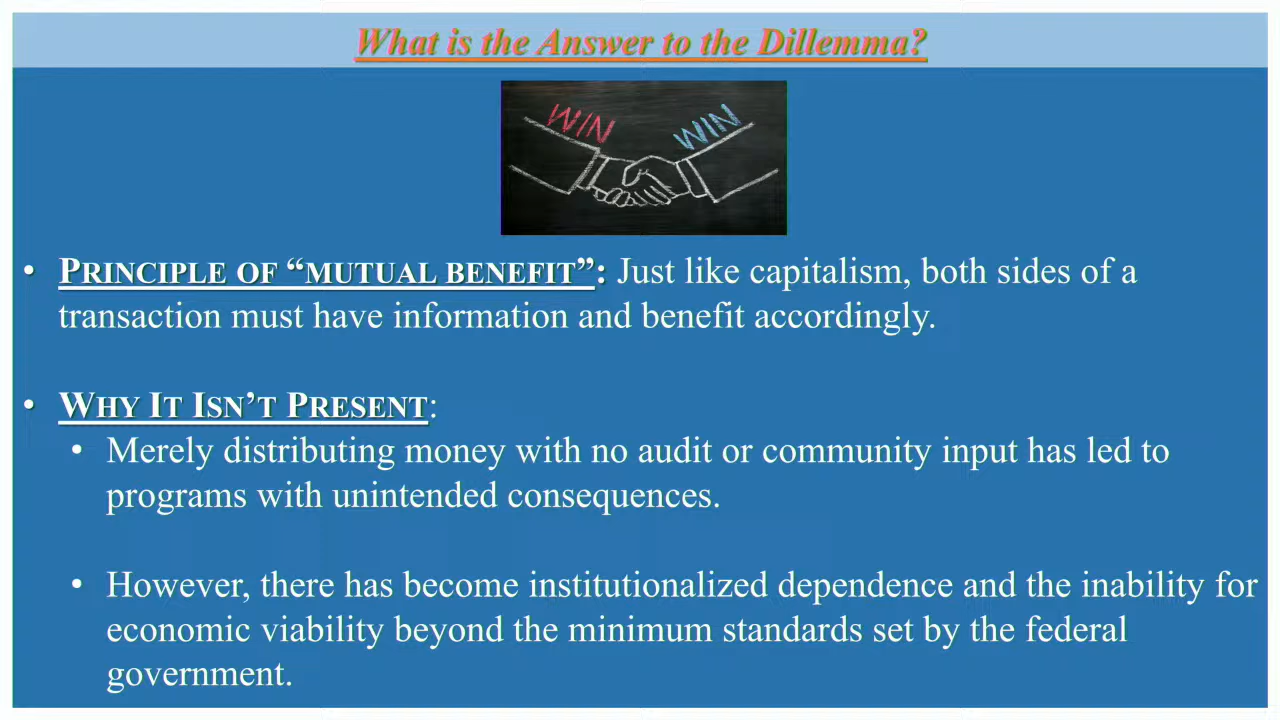 What is the Answer to the Dillemma?
WIN WIN
• PRINCIPLE OF “MUTUAL BENEFIT”: Just like capitalism, both sides of a
transaction must have information and benefit accordingly.
• WHY IT ISN’T PRESENT:
• Merely distributing money with no audit or community input has led to
programs with unintended consequences.
• However, there has become institutionalized dependence and the inability for
economic viability beyond the minimum standards set by the federal
government.